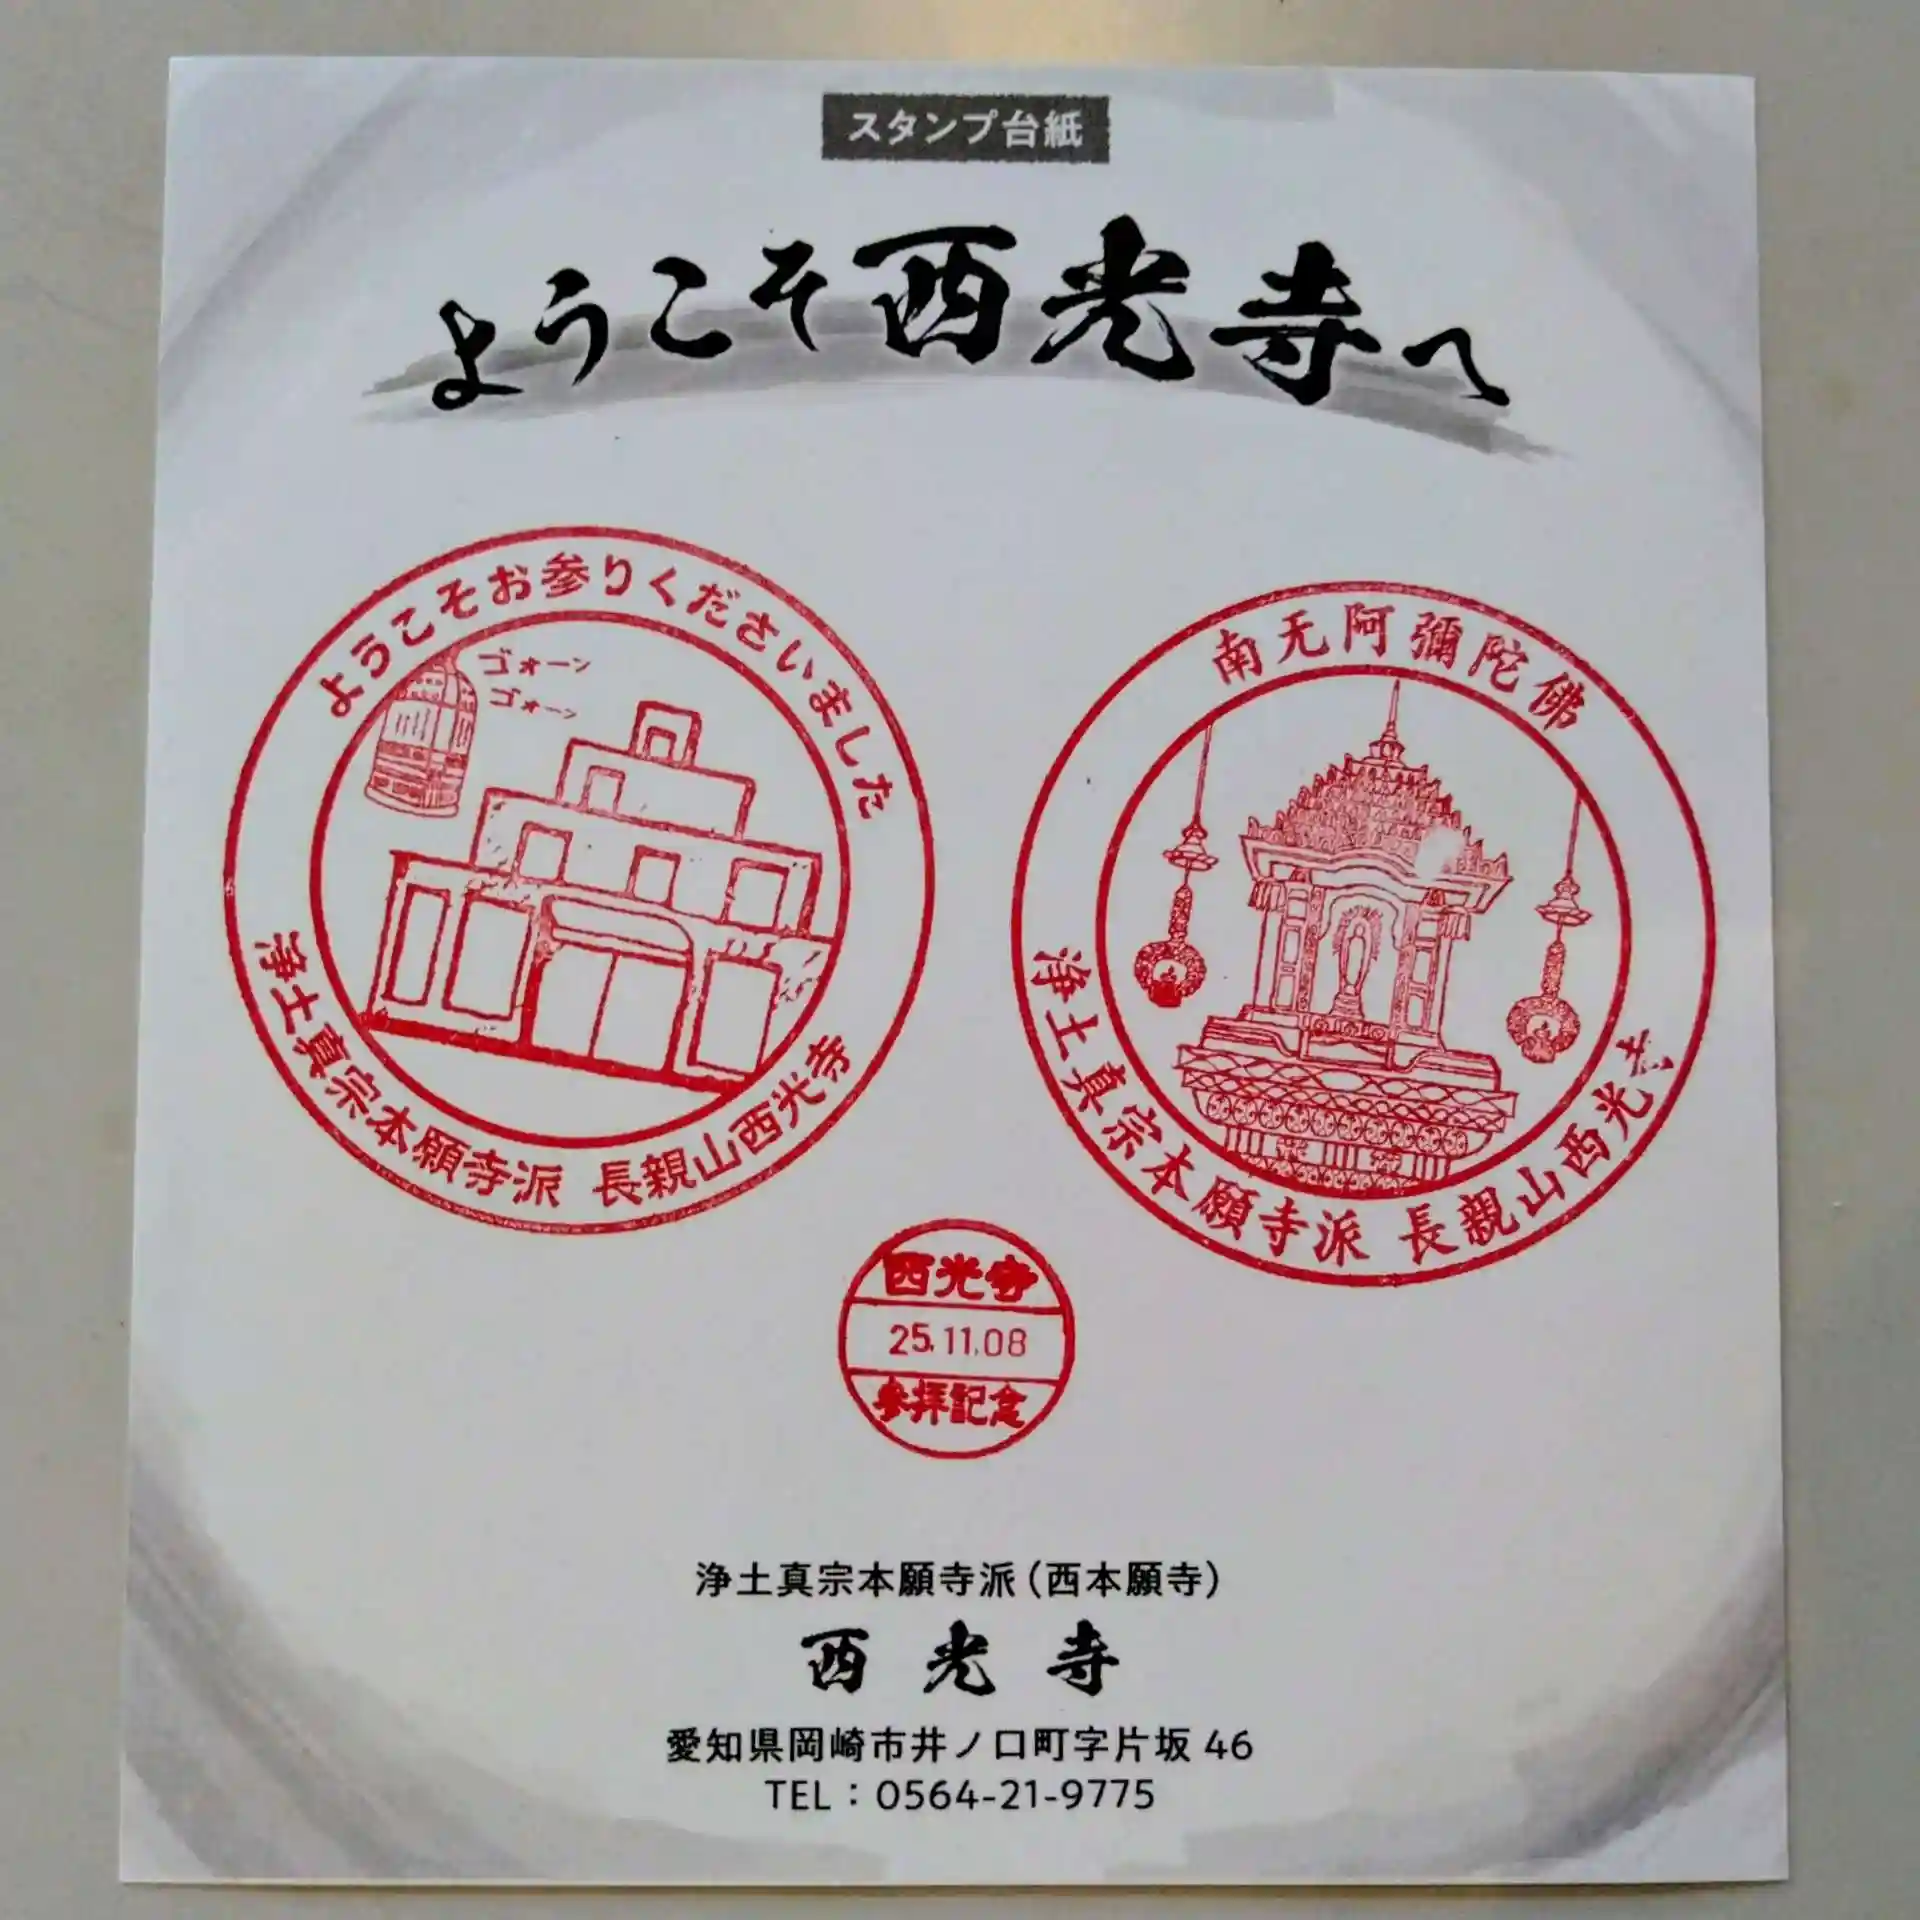 スタンプ台紙
ようこそ西光寺へ
ようこそお参りくださいました
ゴォーン
ゴォーン
浄土真宗本願寺派 長親山西光寺
南无阿彌陀佛
浄土真宗本願寺派 長親山西光寺
西光寺
25.11.08
参拝記念
浄土真宗本願寺派(西本願寺)
西光寺
愛知県岡崎市井ノ口町字片坂46
TEL:0564-21-9775